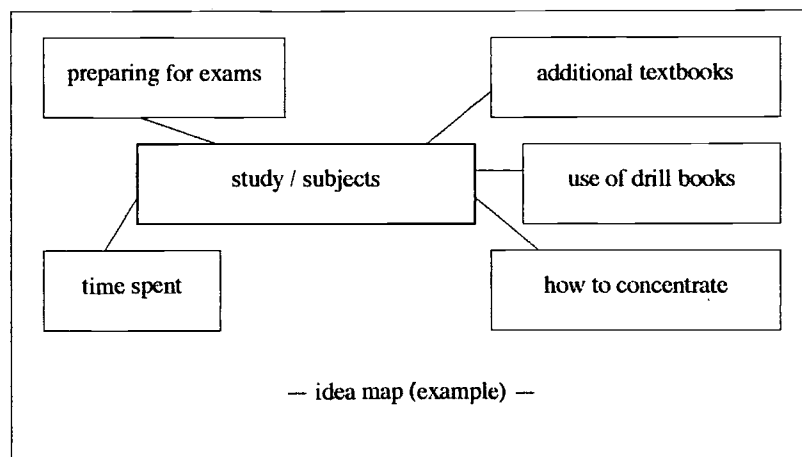 preparing for exams
additional textbooks
study / subjects
use of drill books
time spent
how to concentrate
— idea map (example) —